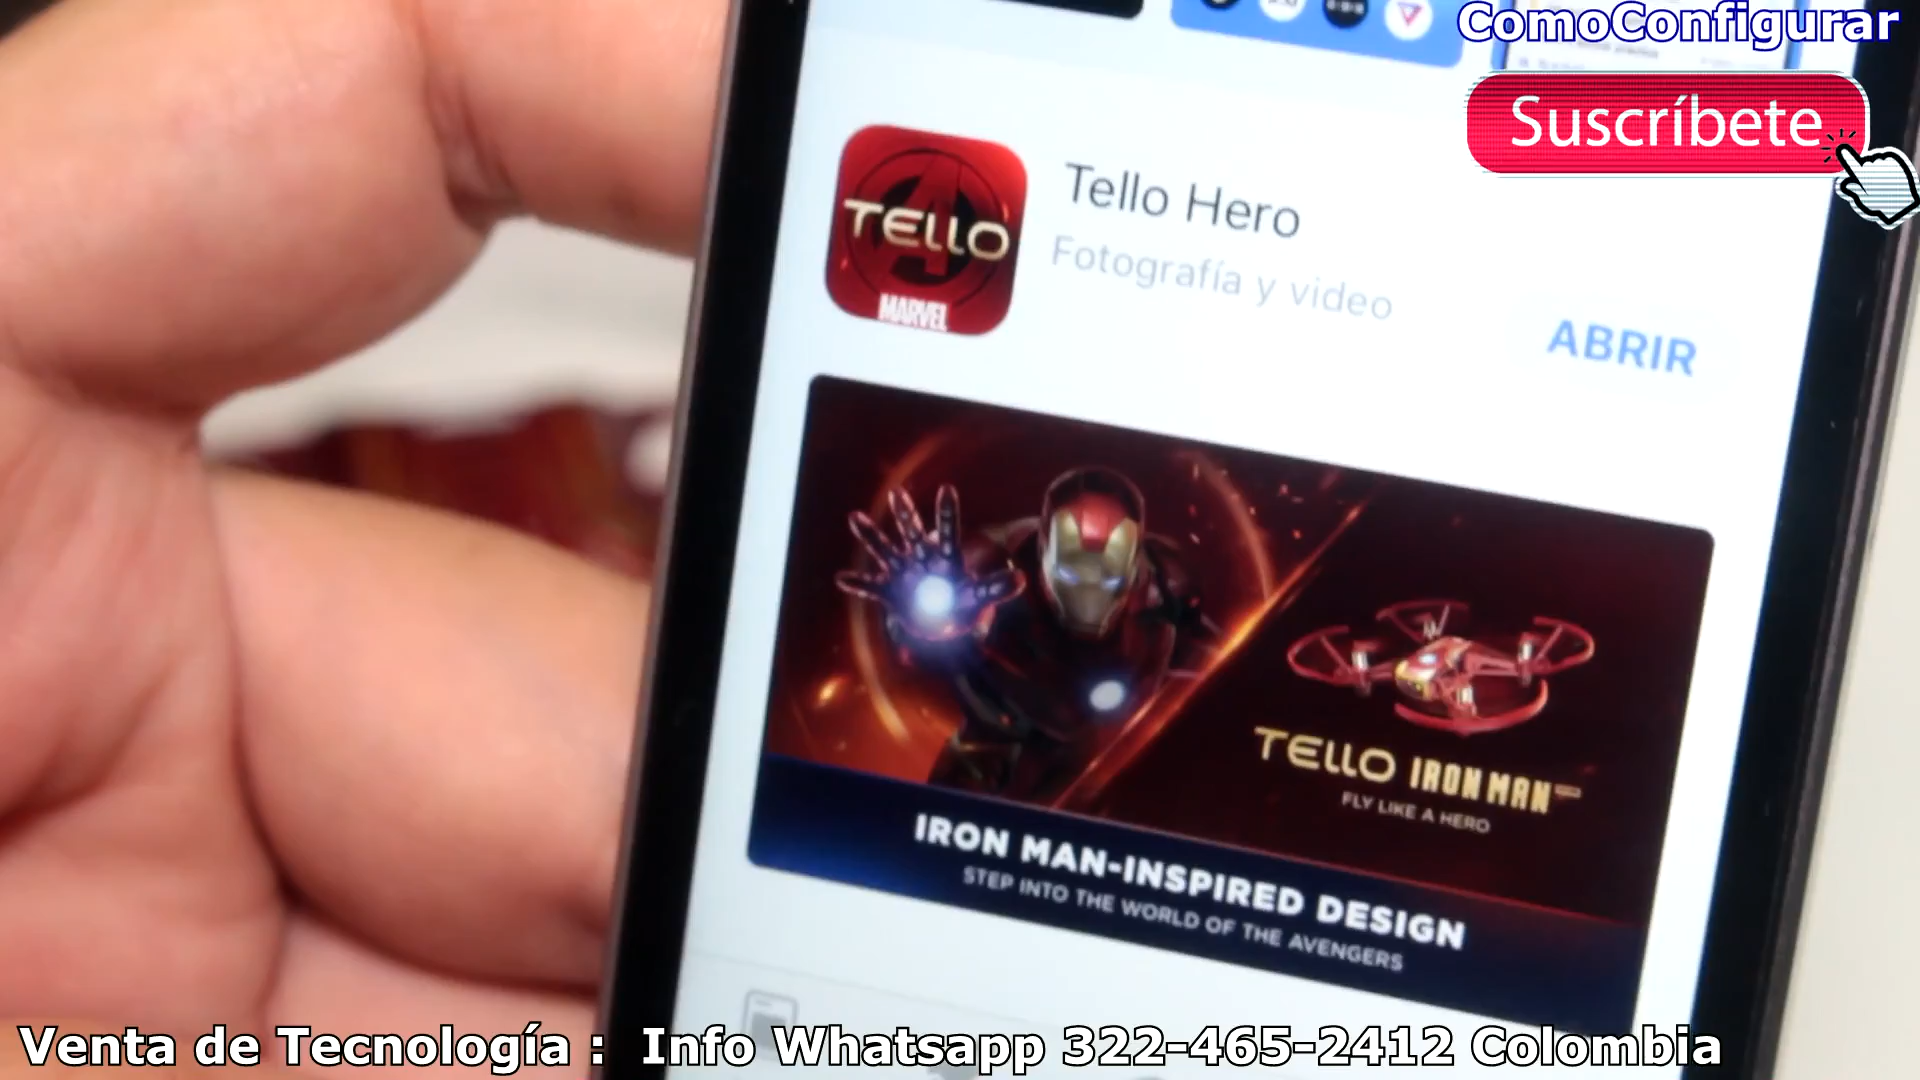 ComoConfigurar
Suscríbete
Tello Hero
Fotografía y video
ABRIR
TELLO
MARVEL
TELLO IRON MAN
FLY LIKE A HERO
IRON MAN-INSPIRED DESIGN
STEP INTO THE WORLD OF THE AVENGERS
Venta de Tecnología : Info Whatsapp 322-465-2412 Colombia